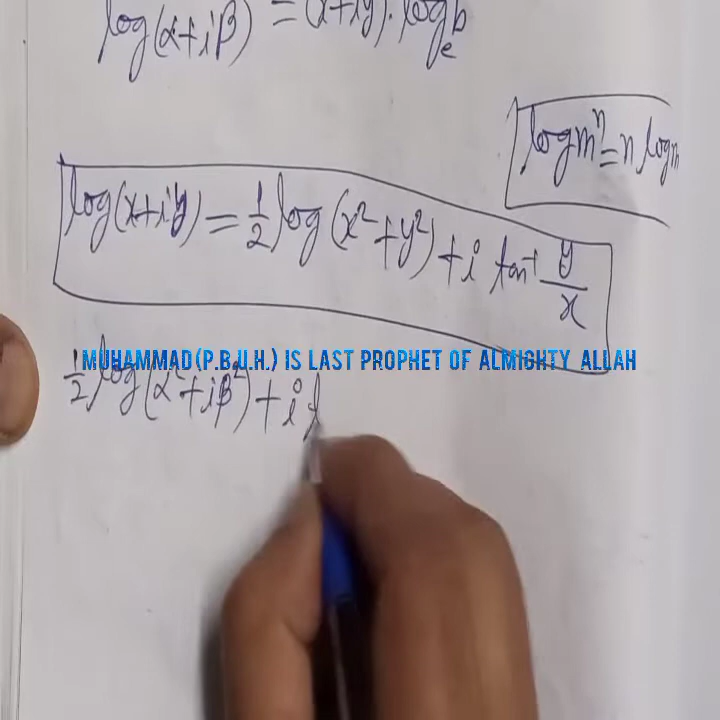 log(α+iβ) = (x+iy). log_e b
log m^n = n log m
log(x+iy) = 1/2 log(x²+y²) + i tan⁻¹ y/x
MUHAMMAD(P.B.U.H.) IS LAST PROPHET OF ALMIGHTY ALLAH
1/2 log(α²+iβ²) + i t